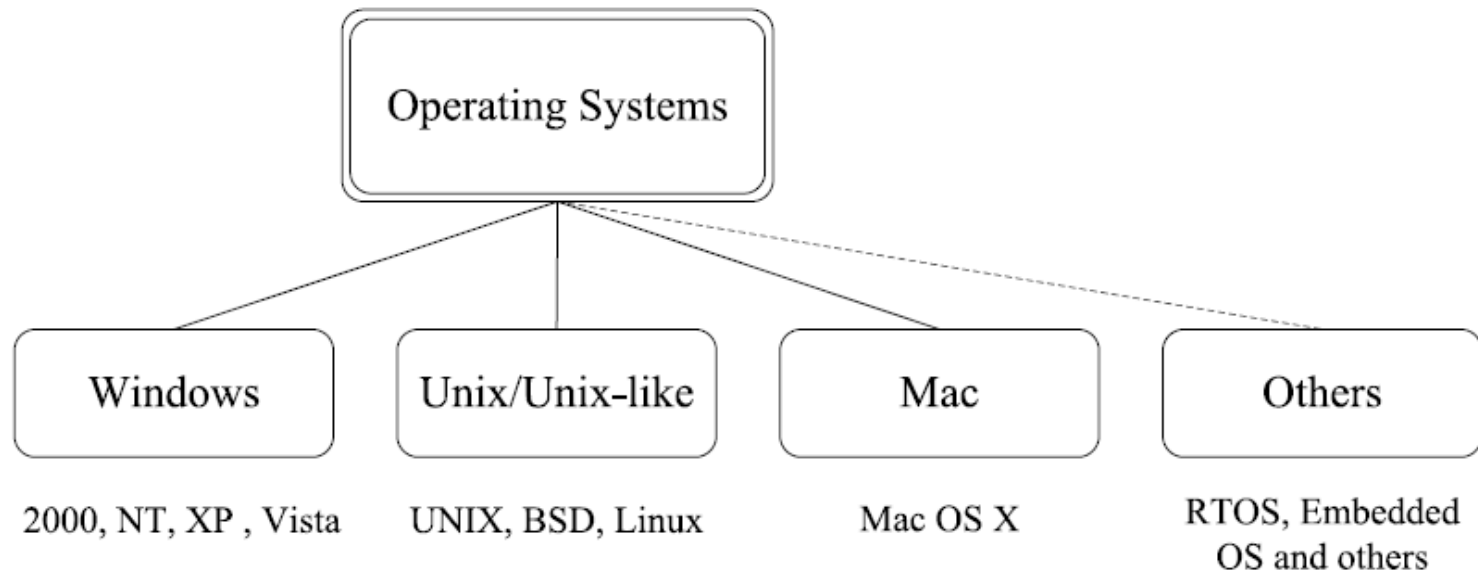 Operating Systems
Windows
Unix/Unix-like
Mac
Others
2000, NT, XP , Vista
UNIX, BSD, Linux
Mac OS X
RTOS, Embedded
OS and others